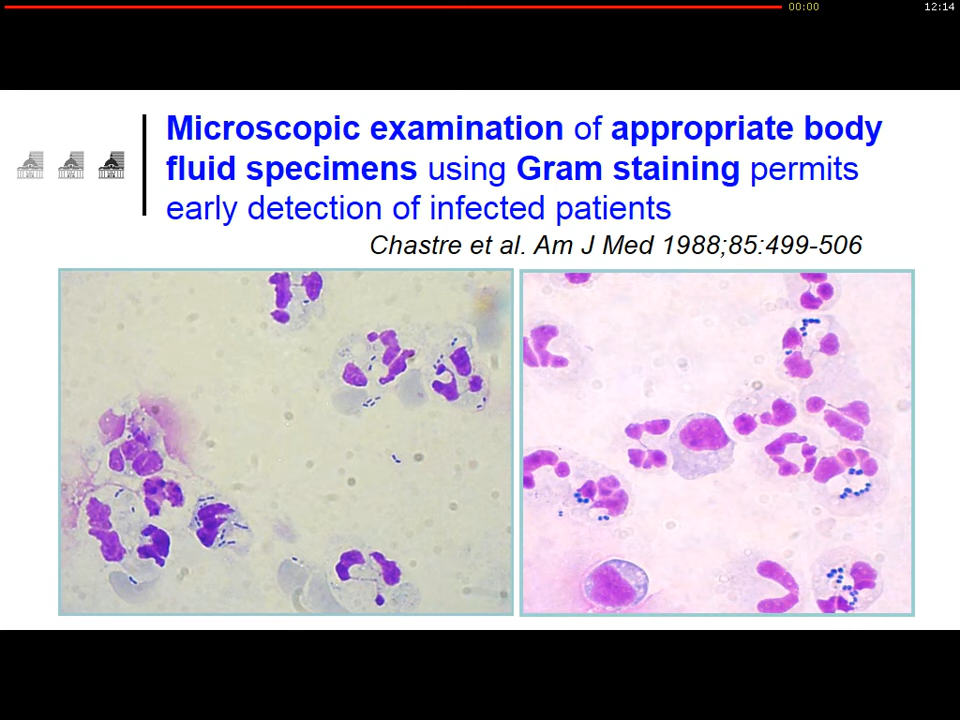 00:00
12:14
Microscopic examination of appropriate body
fluid specimens using Gram staining permits
early detection of infected patients
Chastre et al. Am J Med 1988;85:499-506